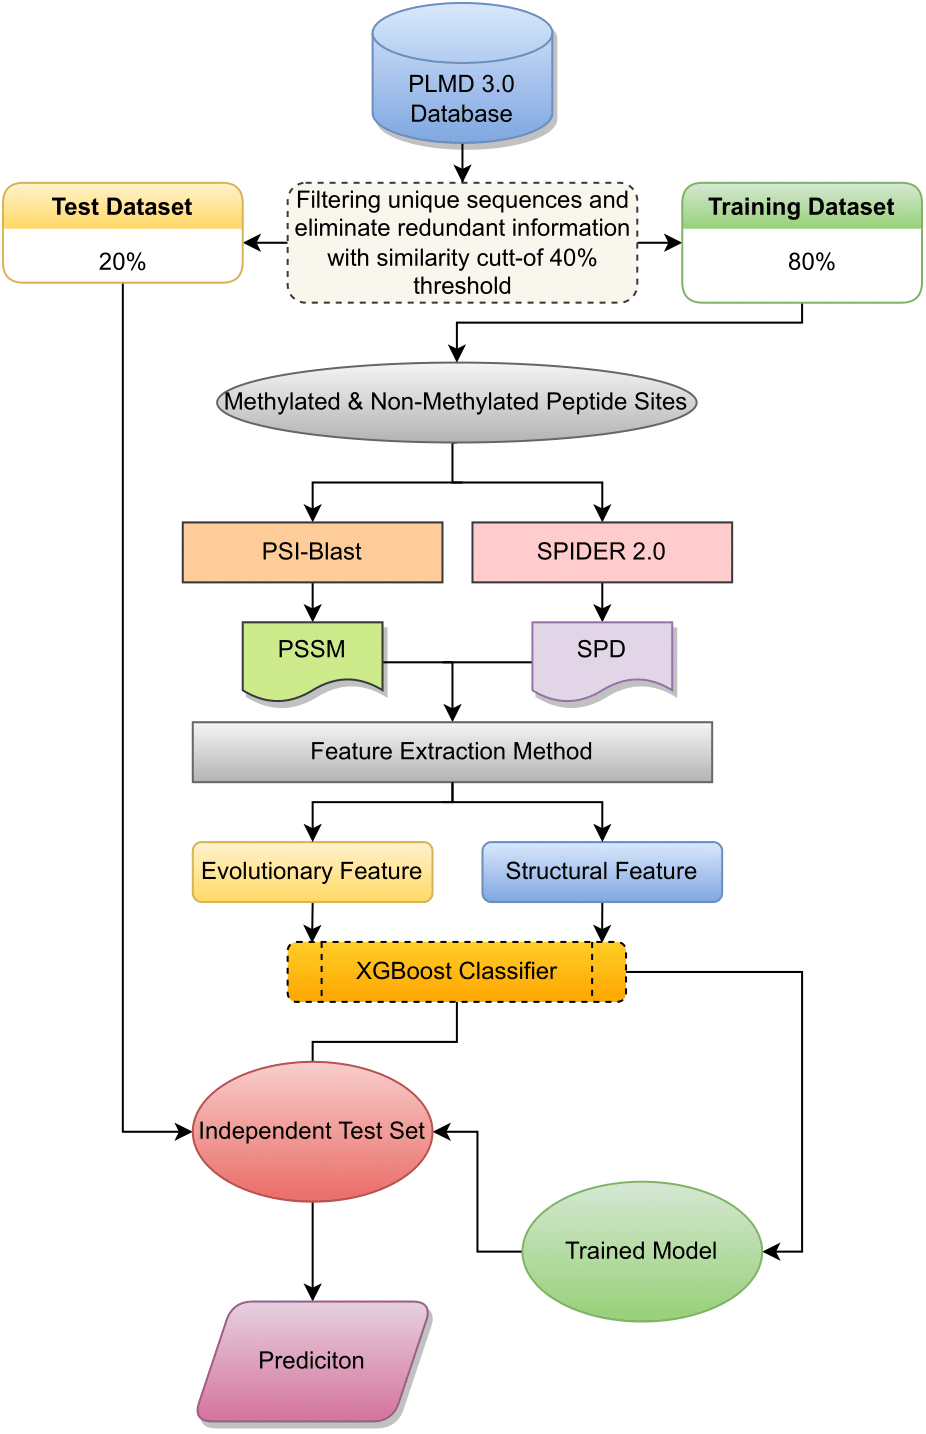 PLMD 3.0
Database
Test Dataset
20%
Filtering unique sequences and
eliminate redundant information
with similarity cutt-of 40%
threshold
Training Dataset
80%
Methylated & Non-Methylated Peptide Sites
PSI-Blast
SPIDER 2.0
PSSM
SPD
Feature Extraction Method
Evolutionary Feature
Structural Feature
XGBoost Classifier
Independent Test Set
Trained Model
Prediciton